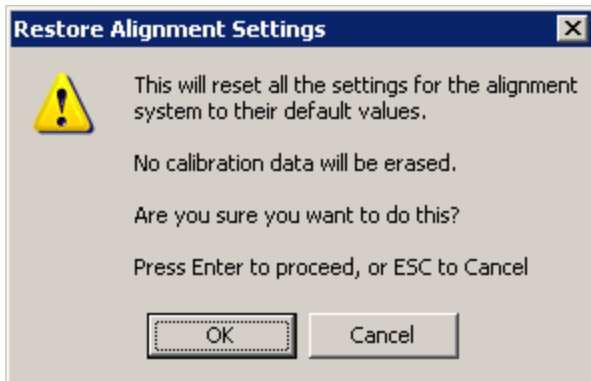 Restore Alignment Settings
This will reset all the settings for the alignment
system to their default values.
No calibration data will be erased.
Are you sure you want to do this?
Press Enter to proceed, or ESC to Cancel
OK
Cancel